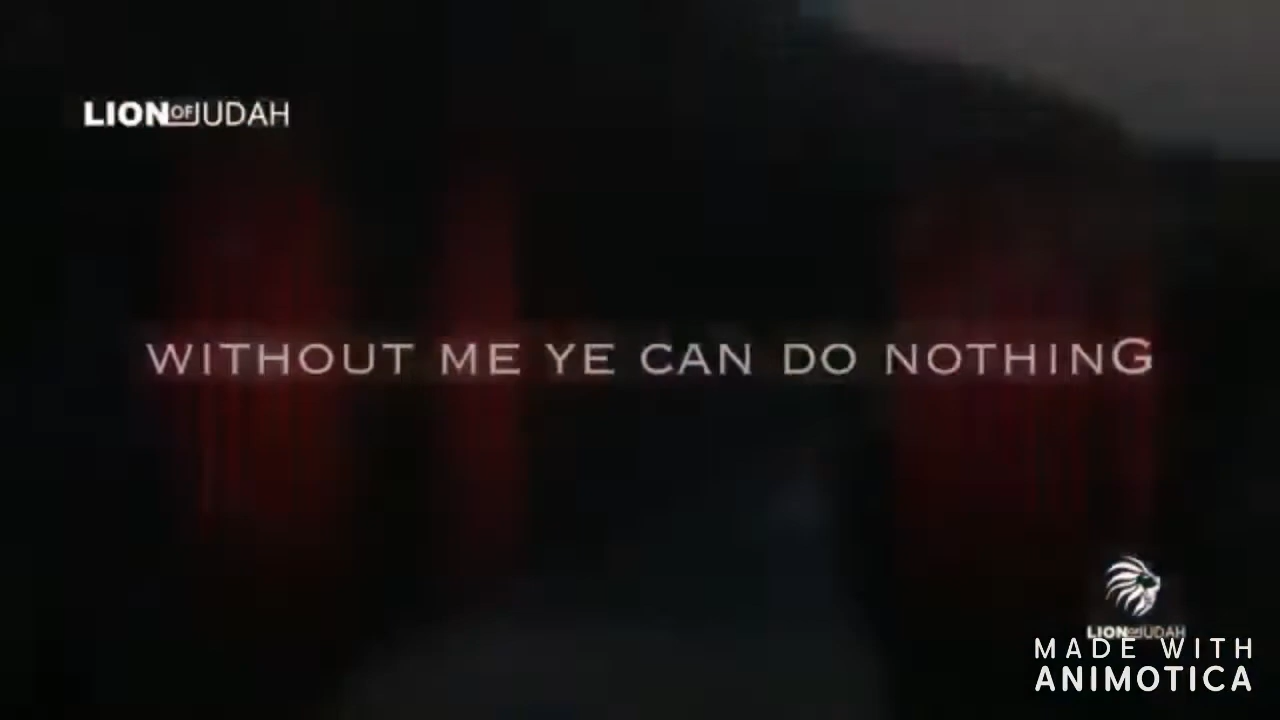 LION OF JUDAH
WITHOUT ME YE CAN DO NOTHING
LION OF JUDAH
MADE WITH
ANIMOTICA